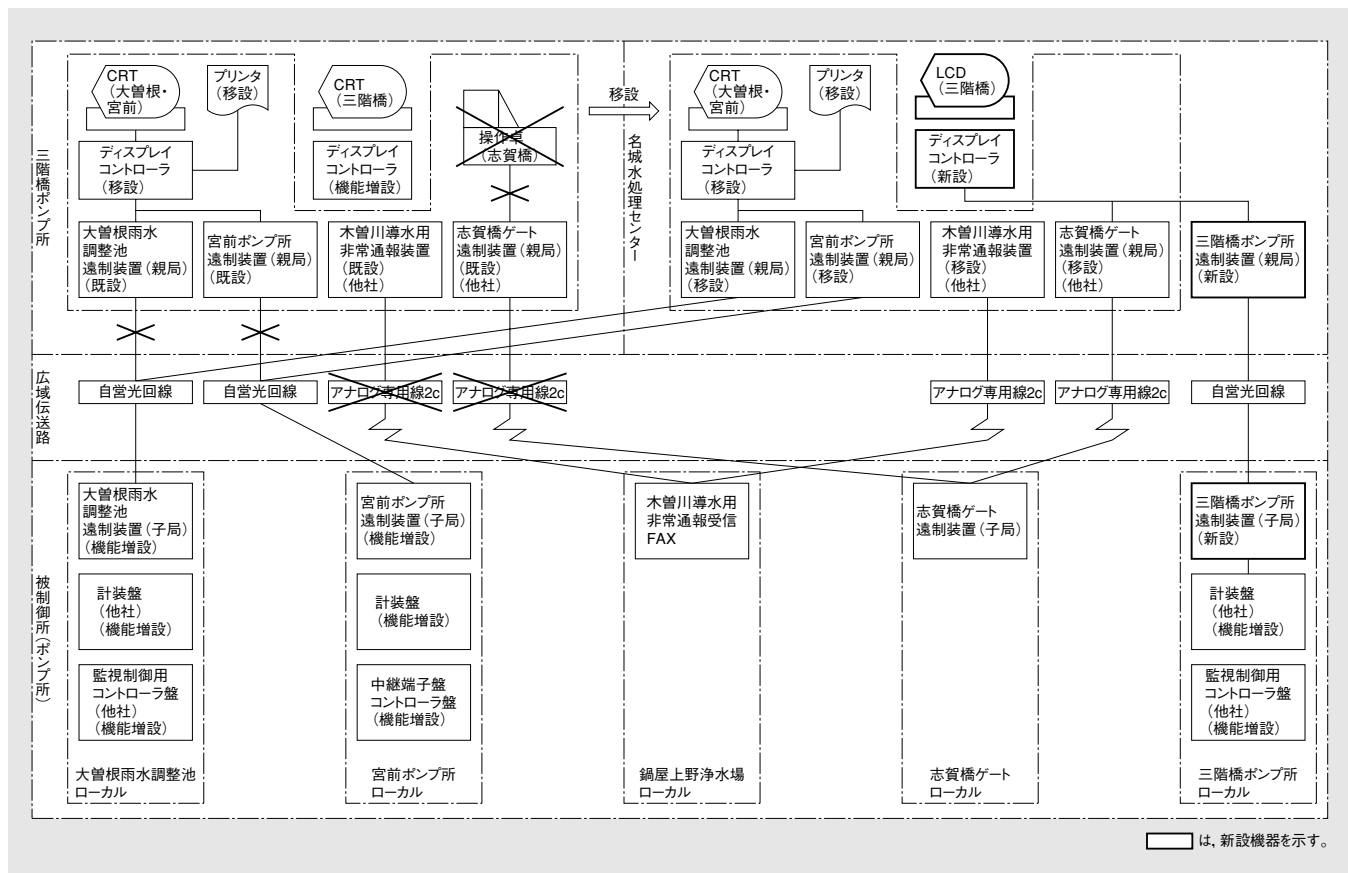 三階橋ポンプ所
CRT
(大曽根・
宮前)
プリンタ
(移設)
CRT
(三階橋)
操作卓
(志賀橋)
ディスプレイ
コントローラ
(移設)
ディスプレイ
コントローラ
(機能増設)
大曽根雨水
調整池
遠制装置(親局)
(既設)
宮前ポンプ所
遠制装置(親局)
(既設)
木曽川導水用
非常通報装置
(既設)
(他社)
志賀橋ゲート
遠制装置(親局)
(既設)
(他社)
移設
名城水処理センター
CRT
(大曽根・
宮前)
プリンタ
(移設)
LCD
(三階橋)
ディスプレイ
コントローラ
(移設)
ディスプレイ
コントローラ
(新設)
大曽根雨水
調整池
遠制装置(親局)
(移設)
宮前ポンプ所
遠制装置(親局)
(移設)
木曽川導水用
非常通報装置
(移設)
(他社)
志賀橋ゲート
遠制装置(親局)
(移設)
(他社)
三階橋ポンプ所
遠制装置(親局)
(新設)
広域伝送路
自営光回線
自営光回線
アナログ専用線2c
アナログ専用線2c
アナログ専用線2c
アナログ専用線2c
自営光回線
被制御所(ポンプ所)
大曽根雨水
調整池
遠制装置(子局)
(機能増設)
計装盤
(他社)
(機能増設)
監視制御用
コントローラ盤
(他社)
(機能増設)
大曽根雨水調整池
ローカル
宮前ポンプ所
遠制装置(子局)
(機能増設)
計装盤
(機能増設)
中継端子盤
コントローラ盤
(機能増設)
宮前ポンプ所
ローカル
木曽川導水用
非常通報受信
FAX
鍋屋上野浄水場
ローカル
志賀橋ゲート
遠制装置(子局)
志賀橋ゲート
ローカル
三階橋ポンプ所
遠制装置(子局)
(新設)
計装盤
(他社)
(機能増設)
監視制御用
コントローラ盤
(他社)
(機能増設)
三階橋ポンプ所
ローカル
は，新設機器を示す。